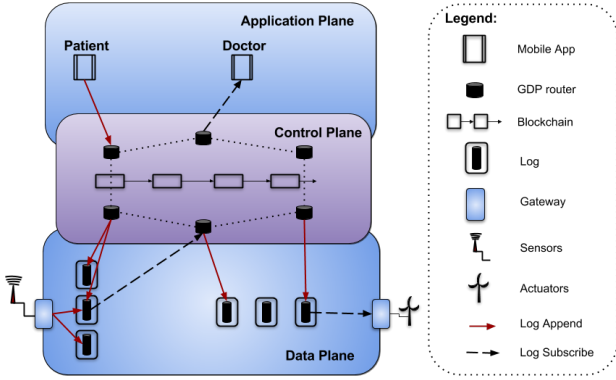 Application Plane
Patient
Doctor
Control Plane
Data Plane
Legend:
Mobile App
GDP router
Blockchain
Log
Gateway
Sensors
Actuators
Log Append
Log Subscribe